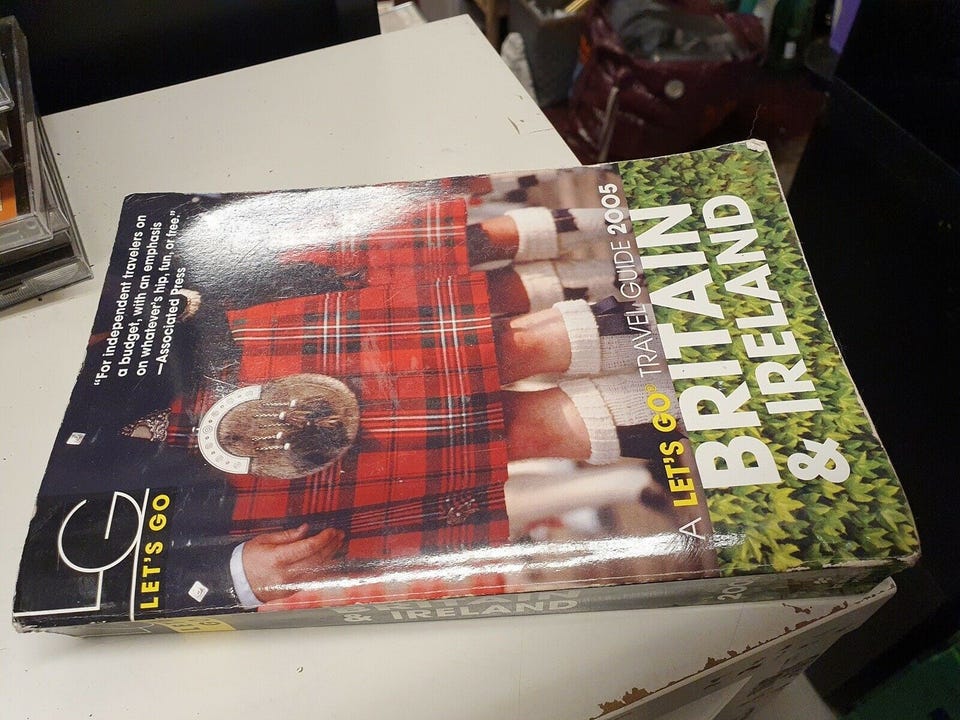 "For independent travelers on
a budget, with an emphasis
on whatever's hip, fun, or free."
—Associated Press
LG
LET'S GO
A LET'S GO® TRAVEL GUIDE 2005
BRITAIN
& IRELAND
& IRELAND